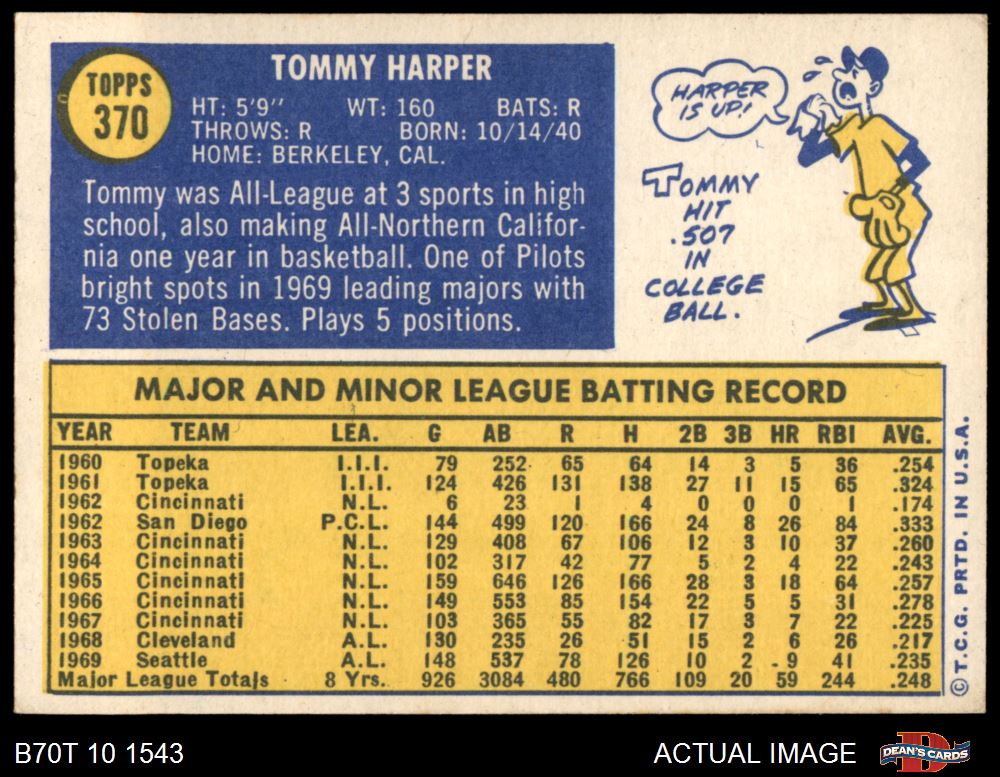 TOPPS
370
TOMMY HARPER
HT: 5'9" WT: 160 BATS: R
THROWS: R BORN: 10/14/40
HOME: BERKELEY, CAL.
Tommy was All-League at 3 sports in high
school, also making All-Northern Califor-
nia one year in basketball. One of Pilots
bright spots in 1969 leading majors with
73 Stolen Bases. Plays 5 positions.
HARPER
IS UP!
TOMMY
HIT
.507
IN
COLLEGE
BALL.
MAJOR AND MINOR LEAGUE BATTING RECORD
YEAR TEAM LEA. G AB R H 2B 3B HR RBI AVG.
1960 Topeka I.I.I. 79 252 65 64 14 3 5 36 .254
1961 Topeka I.I.I. 124 426 131 138 27 11 15 65 .324
1962 Cincinnati N.L. 6 23 1 4 0 0 0 1 .174
1962 San Diego P.C.L. 144 499 120 166 24 8 26 84 .333
1963 Cincinnati N.L. 129 408 67 106 12 3 10 37 .260
1964 Cincinnati N.L. 102 317 42 77 5 2 4 22 .243
1965 Cincinnati N.L. 159 646 126 166 28 3 18 64 .257
1966 Cincinnati N.L. 149 553 85 154 22 5 5 31 .278
1967 Cincinnati N.L. 103 365 55 82 17 3 7 22 .225
1968 Cleveland A.L. 130 235 26 51 15 2 6 26 .217
1969 Seattle A.L. 148 537 78 126 10 2 9 41 .235
Major League Totals 8 Yrs. 926 3084 480 766 109 20 59 244 .248
© T.C.G. PRTD. IN U.S.A.
B70T 10 1543
ACTUAL IMAGE
D
DEAN'S CARDS